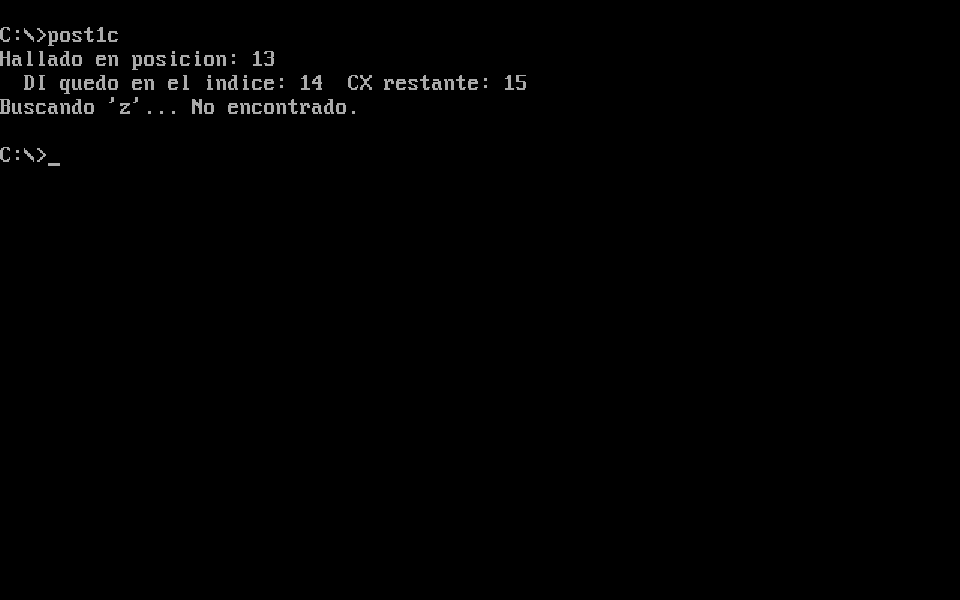 C:\>post1c
Hallado en posicion: 13
  DI quedo en el indice: 14  CX restante: 15
Buscando 'z'... No encontrado.
C:\>_